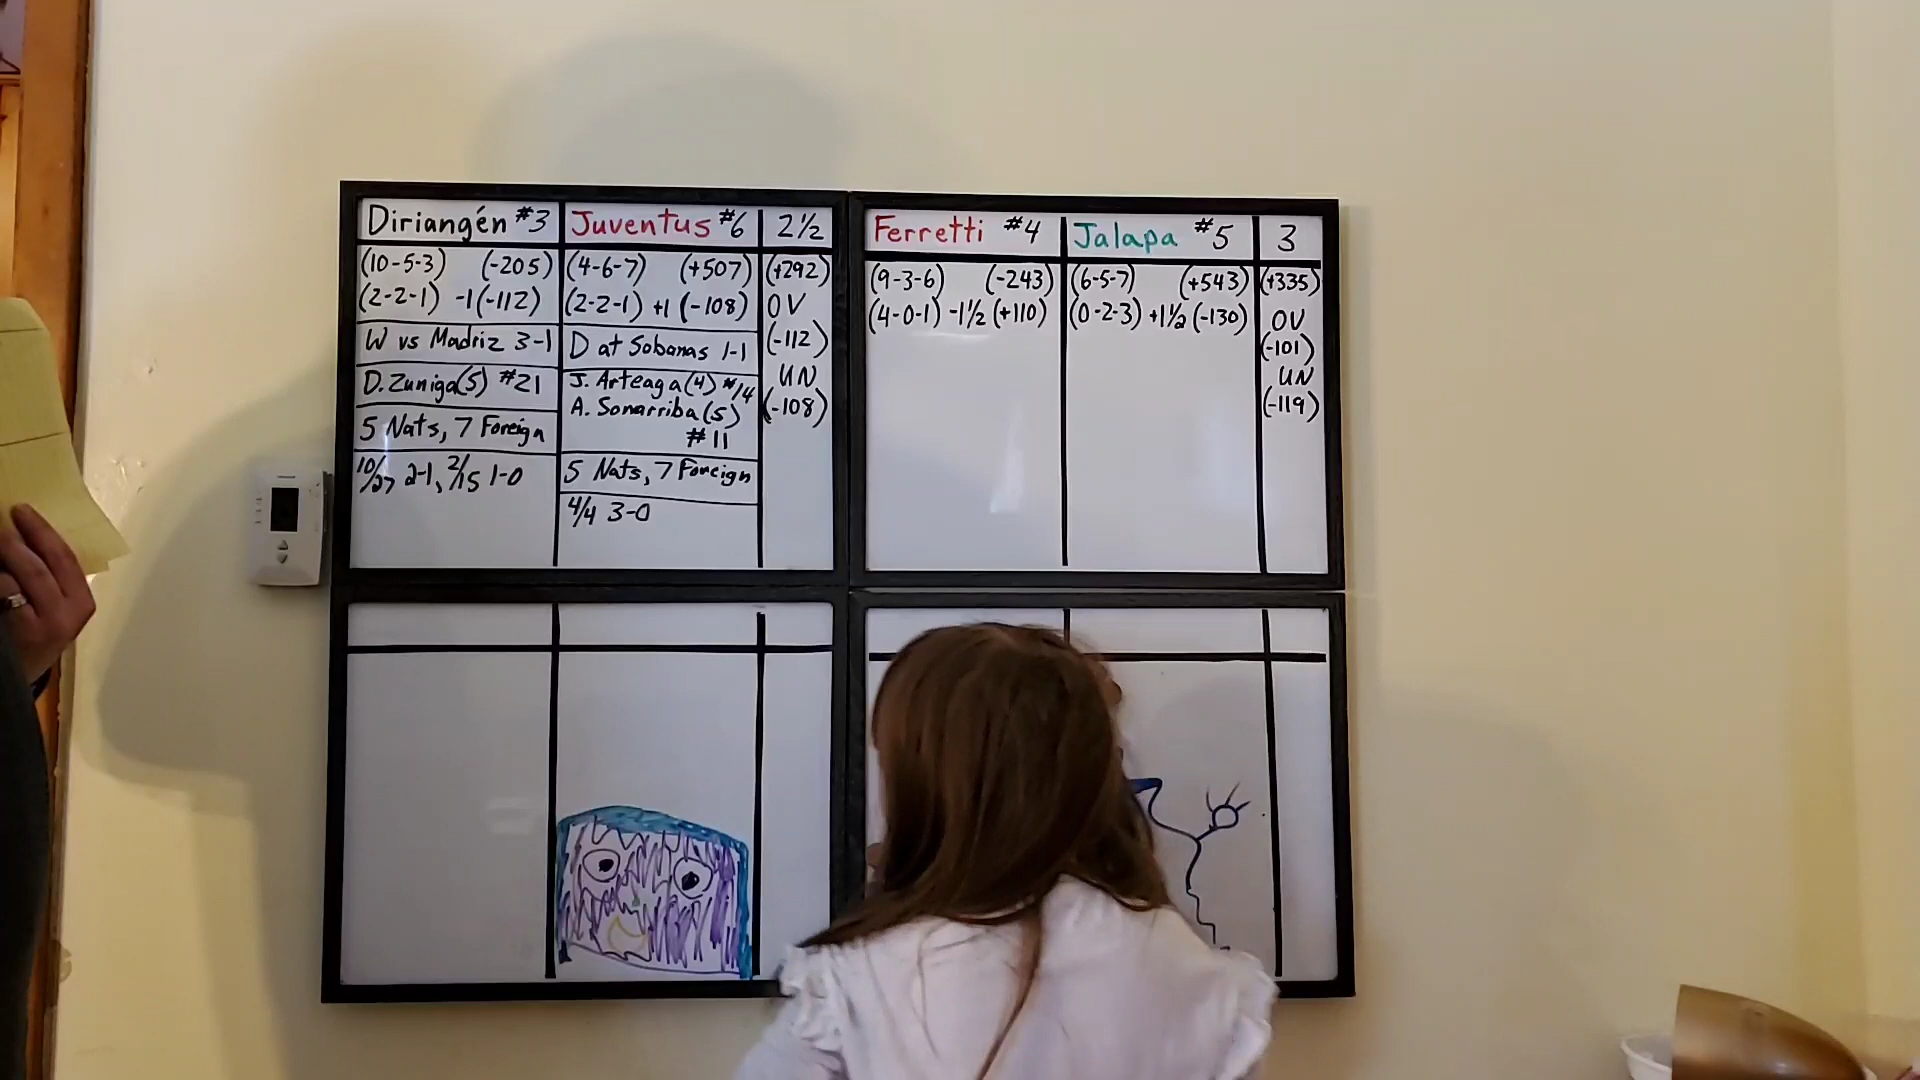 Diriangén #3
(10-5-3) (-205)
(2-2-1) -1(-112)
W vs Madriz 3-1
D. Zuniga(5) #21
5 Nats, 7 Foreign
10/27 2-1, 2/15 1-0
Juventus #6
(4-6-7) (+507)
(2-2-1) +1 (-108)
D at Sabanas 1-1
J. Arteaga(4) #14
A. Sonarriba(5)
#11
5 Nats, 7 Foreign
4/4 3-0
2½
(+292)
OV
(-112)
UN
(-108)
Ferretti #4
(9-3-6) (-243)
(4-0-1) -1½ (+110)
Jalapa #5
(6-5-7) (+543)
(0-2-3) +1½ (-130)
3
(+335)
OV
(-101)
UN
(-119)